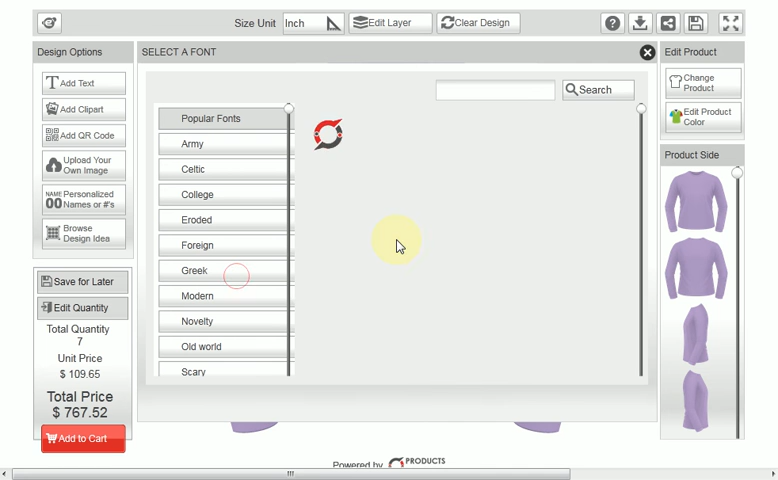 Size Unit Inch Edit Layer Clear Design
Design Options
Add Text
Add Clipart
Add QR Code
Upload Your
Own Image
NAME Personalized
00 Names or #'s
Browse
Design Idea
Save for Later
Edit Quantity
Total Quantity
7
Unit Price
$ 109.65
Total Price
$ 767.52
Add to Cart
SELECT A FONT
Search
Popular Fonts
Army
Celtic
College
Eroded
Foreign
Greek
Modern
Novelty
Old world
Scary
Powered by PRODUCTS
Edit Product
Change
Product
Edit Product
Color
Product Side